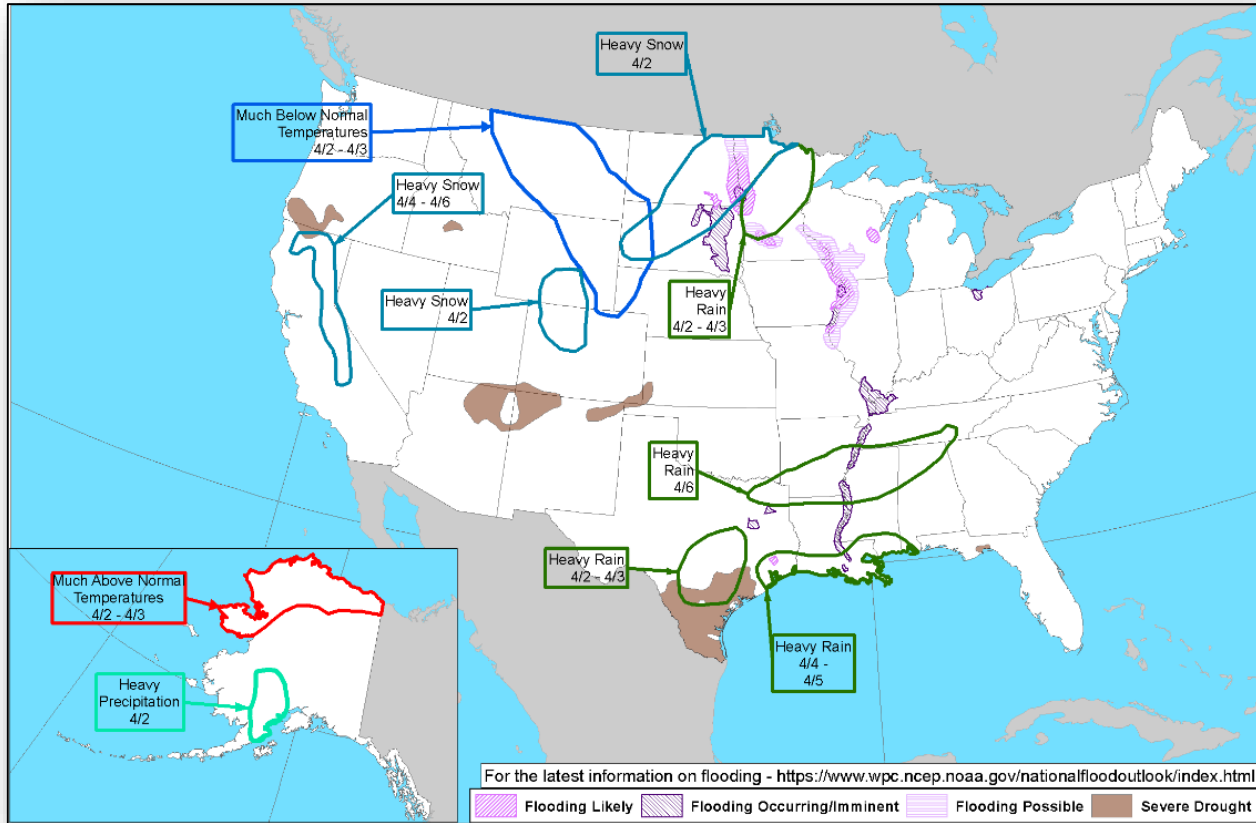 Heavy Snow
4/2
Much Below Normal
Temperatures
4/2 - 4/3
Heavy Snow
4/4 - 4/6
Heavy Snow
4/2
Heavy
Rain
4/2 - 4/3
Heavy
Rain
4/6
Heavy Rain
4/2 - 4/3
Heavy Rain
4/4 -
4/5
Much Above Normal
Temperatures
4/2 - 4/3
Heavy
Precipitation
4/2
For the latest information on flooding - https://www.wpc.ncep.noaa.gov/nationalfloodoutlook/index.html
Flooding Likely
Flooding Occurring/Imminent
Flooding Possible
Severe Drought